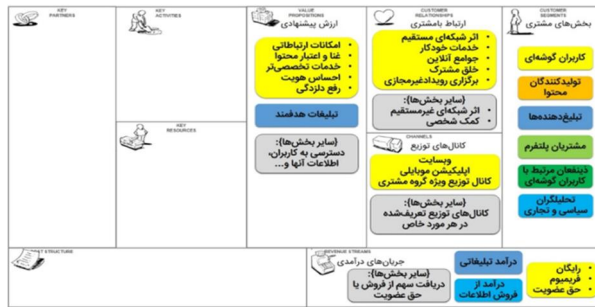 KEY
PARTNERS
KEY
ACTIVITIES
VALUE
PROPOSITIONS
ارزش پیشنهادی
امکانات ارتباطاتی
غنا و اعتبار محتوا
خدمات تخصصی‌تر
احساس هویت
رفع دلزدگی
تبلیغات هدفمند
{سایر بخش‌ها}:
دسترسی به کاربران،
اطلاعات آنها و...
CUSTOMER
RELATIONSHIPS
ارتباط بامشتری
اثر شبکه‌ای مستقیم
خدمات خودکار
جوامع آنلاین
خلق مشترک
برگزاری رویدادغیرمجازی
{سایر بخش‌ها}:
اثر شبکه‌ای غیرمستقیم
کمک شخصی
CUSTOMER
SEGMENTS
بخش‌های مشتری
کاربران گوشه‌ای
تولیدکنندگان
محتوا
تبلیغ‌دهنده‌ها
مشتریان پلتفرم
ذینفعان مرتبط با
کاربران گوشه‌ای
تحلیلگران
سیاسی و تجاری
KEY
RESOURCES
CHANNELS
کانال‌های توزیع
وبسایت
اپلیکیشن موبایلی
کانال توزیع ویژه گروه مشتری
{سایر بخش‌ها}:
کانال‌های توزیع تعریف‌شده
در هر مورد خاص
STRUCTURE
REVENUE STREAMS
جریان‌های درآمدی
{سایر بخش‌ها}:
دریافت سهم از فروش یا
حق عضویت
درآمد تبلیغاتی
درآمد از
فروش اطلاعات
رایگان
فریمیوم
حق عضویت